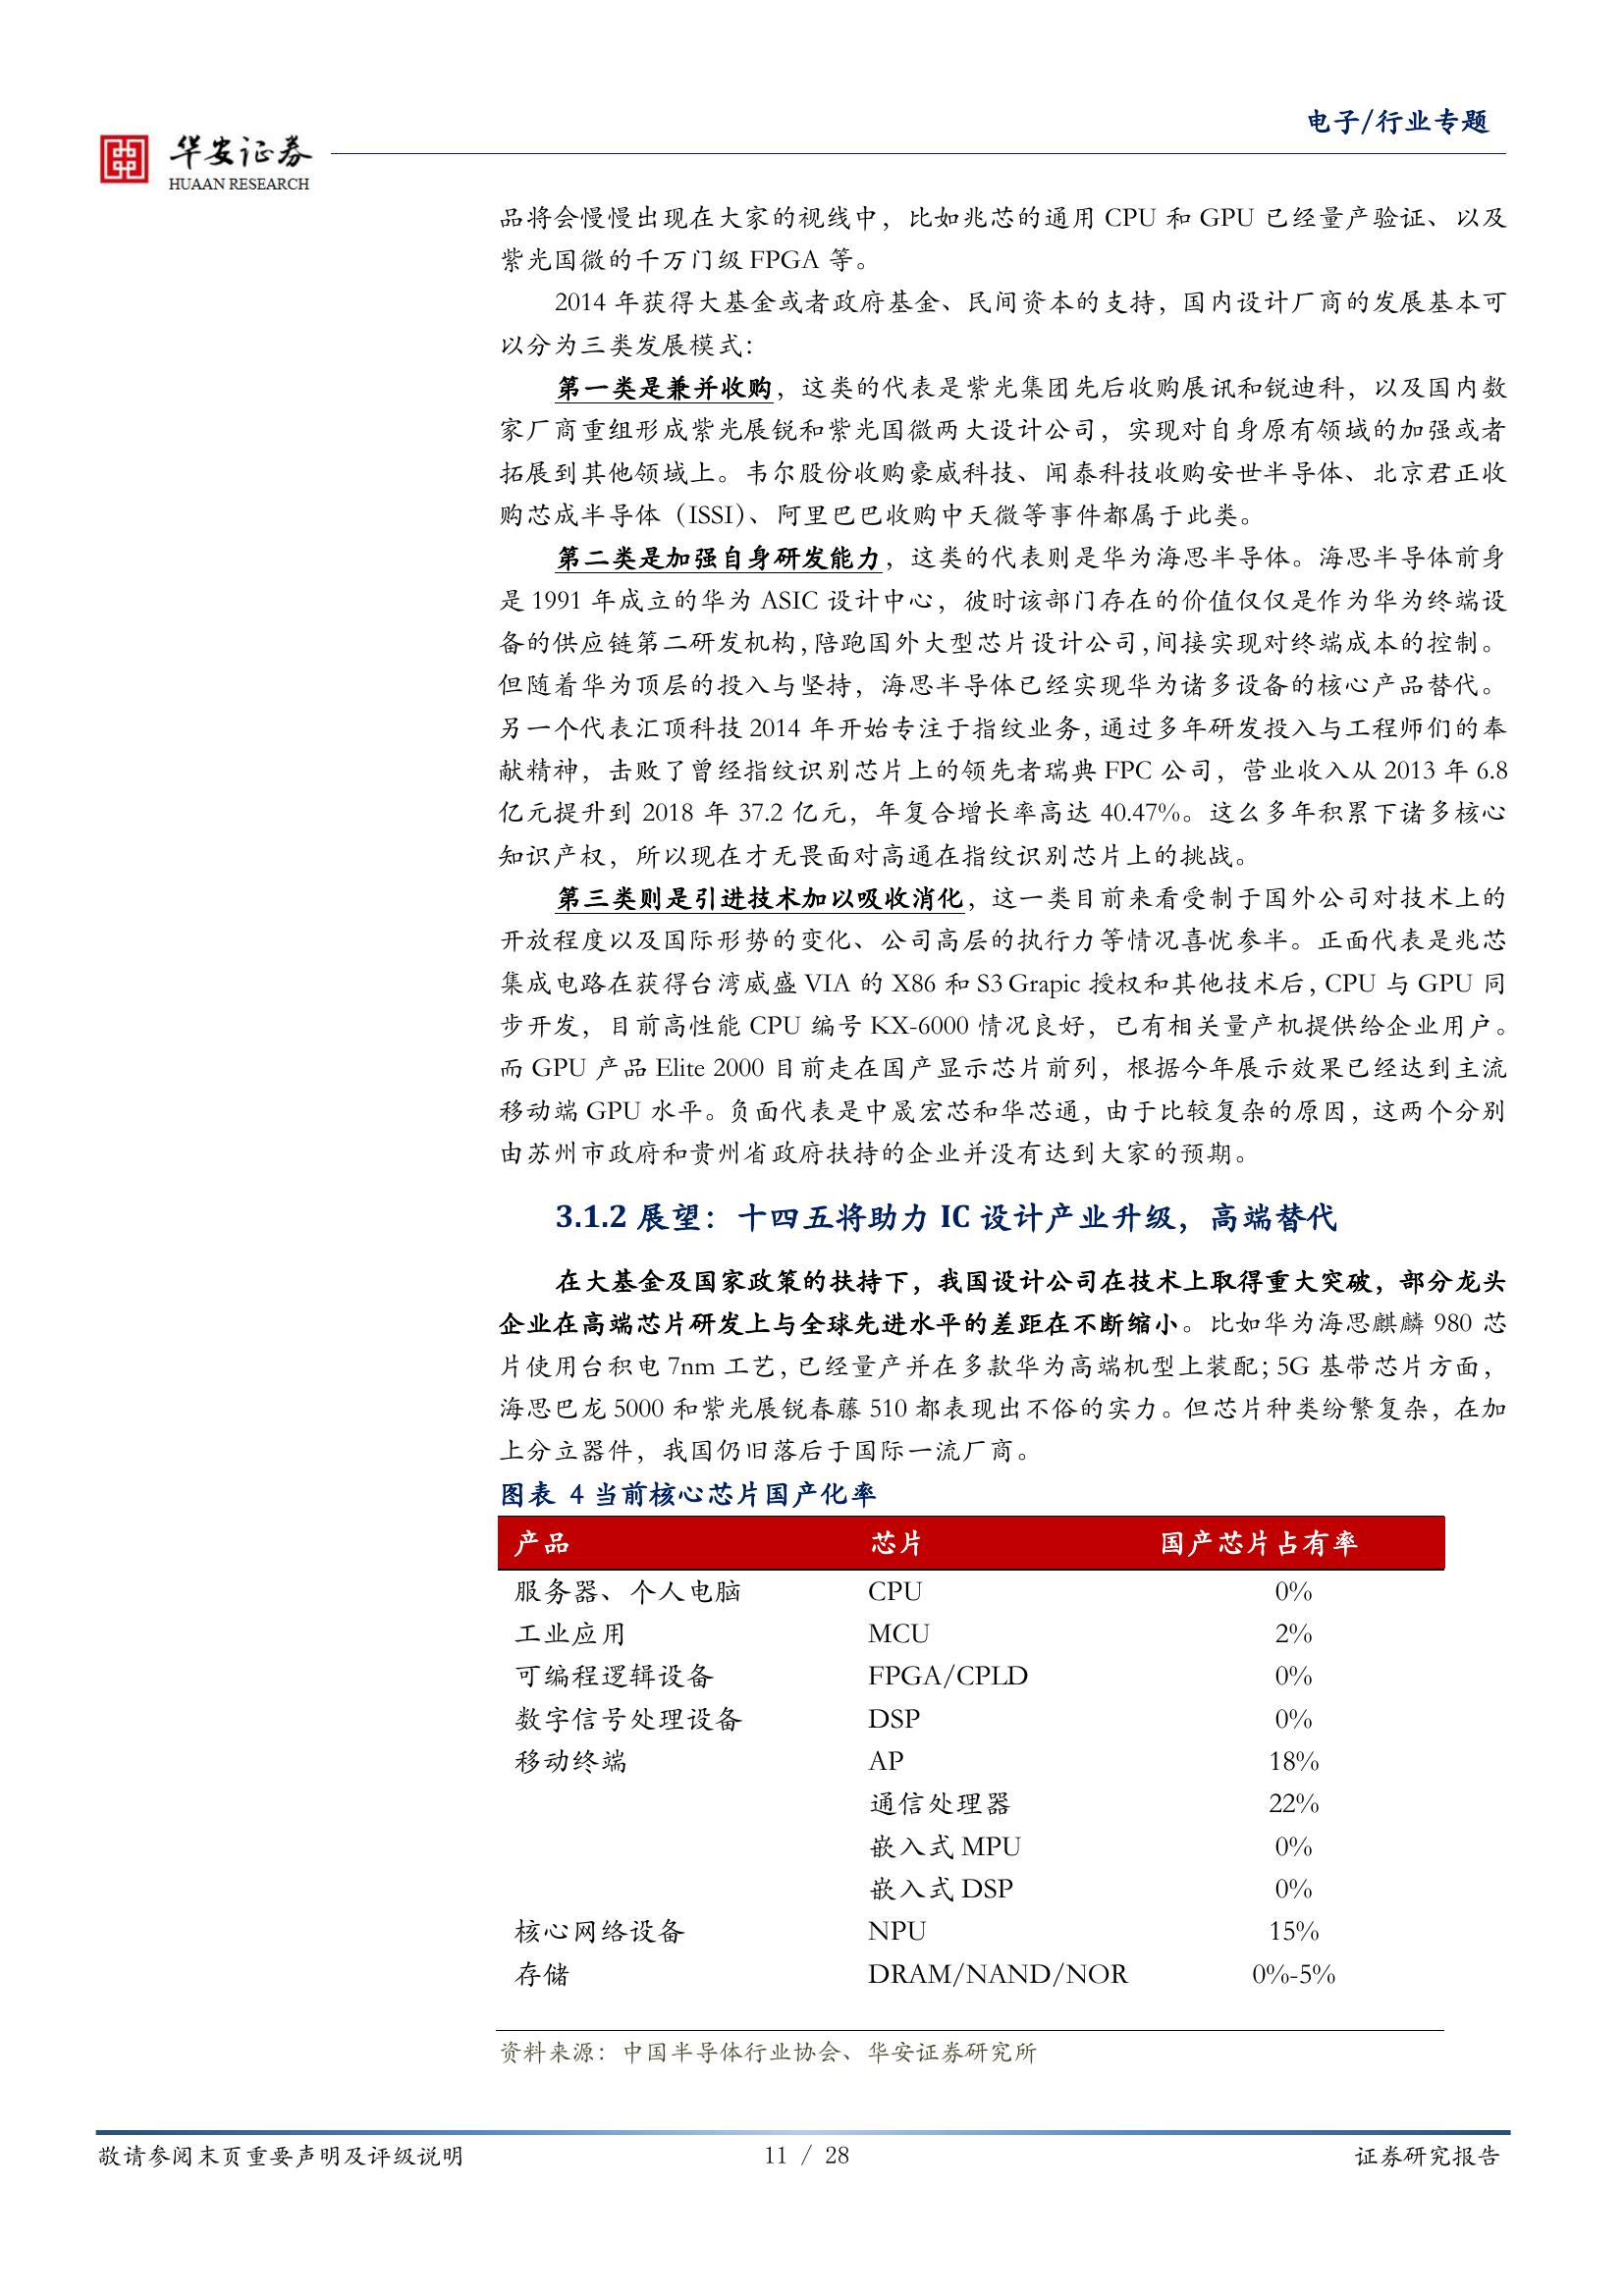 电子/行业专题
华安证券
HUAAN RESEARCH
品将会慢慢出现在大家的视线中，比如兆芯的通用 CPU 和 GPU 已经量产验证、以及
紫光国微的千万门级 FPGA 等。
2014 年获得大基金或者政府基金、民间资本的支持，国内设计厂商的发展基本可
以分为三类发展模式：
第一类是兼并收购，这类的代表是紫光集团先后收购展讯和锐迪科，以及国内数
家厂商重组形成紫光展锐和紫光国微两大设计公司，实现对自身原有领域的加强或者
拓展到其他领域上。韦尔股份收购豪威科技、闻泰科技收购安世半导体、北京君正收
购芯成半导体（ISSI）、阿里巴巴收购中天微等事件都属于此类。
第二类是加强自身研发能力，这类的代表则是华为海思半导体。海思半导体前身
是 1991 年成立的华为 ASIC 设计中心，彼时该部门存在的价值仅仅是作为华为终端设
备的供应链第二研发机构，陪跑国外大型芯片设计公司，间接实现对终端成本的控制。
但随着华为顶层的投入与坚持，海思半导体已经实现华为诸多设备的核心产品替代。
另一个代表汇顶科技 2014 年开始专注于指纹业务，通过多年研发投入与工程师们的奉
献精神，击败了曾经指纹识别芯片上的领先者瑞典 FPC 公司，营业收入从 2013 年 6.8
亿元提升到 2018 年 37.2 亿元，年复合增长率高达 40.47%。这么多年积累下诸多核心
知识产权，所以现在才无畏面对高通在指纹识别芯片上的挑战。
第三类则是引进技术加以吸收消化，这一类目前来看受制于国外公司对技术上的
开放程度以及国际形势的变化、公司高层的执行力等情况喜忧参半。正面代表是兆芯
集成电路在获得台湾威盛 VIA 的 X86 和 S3 Grapic 授权和其他技术后，CPU 与 GPU 同
步开发，目前高性能 CPU 编号 KX-6000 情况良好，已有相关量产机提供给企业用户。
而 GPU 产品 Elite 2000 目前走在国产显示芯片前列，根据今年展示效果已经达到主流
移动端 GPU 水平。负面代表是中晟宏芯和华芯通，由于比较复杂的原因，这两个分别
由苏州市政府和贵州省政府扶持的企业并没有达到大家的预期。
3.1.2 展望：十四五将助力 IC 设计产业升级，高端替代
在大基金及国家政策的扶持下，我国设计公司在技术上取得重大突破，部分龙头
企业在高端芯片研发上与全球先进水平的差距在不断缩小。比如华为海思麒麟 980 芯
片使用台积电 7nm 工艺，已经量产并在多款华为高端机型上装配；5G 基带芯片方面，
海思巴龙 5000 和紫光展锐春藤 510 都表现出不俗的实力。但芯片种类纷繁复杂，在加
上分立器件，我国仍旧落后于国际一流厂商。
图表 4 当前核心芯片国产化率
产品 芯片 国产芯片占有率
服务器、个人电脑 CPU 0%
工业应用 MCU 2%
可编程逻辑设备 FPGA/CPLD 0%
数字信号处理设备 DSP 0%
移动终端 AP 18%
通信处理器 22%
嵌入式 MPU 0%
嵌入式 DSP 0%
核心网络设备 NPU 15%
存储 DRAM/NAND/NOR 0%-5%
资料来源：中国半导体行业协会、华安证券研究所
敬请参阅末页重要声明及评级说明 11 / 28 证券研究报告